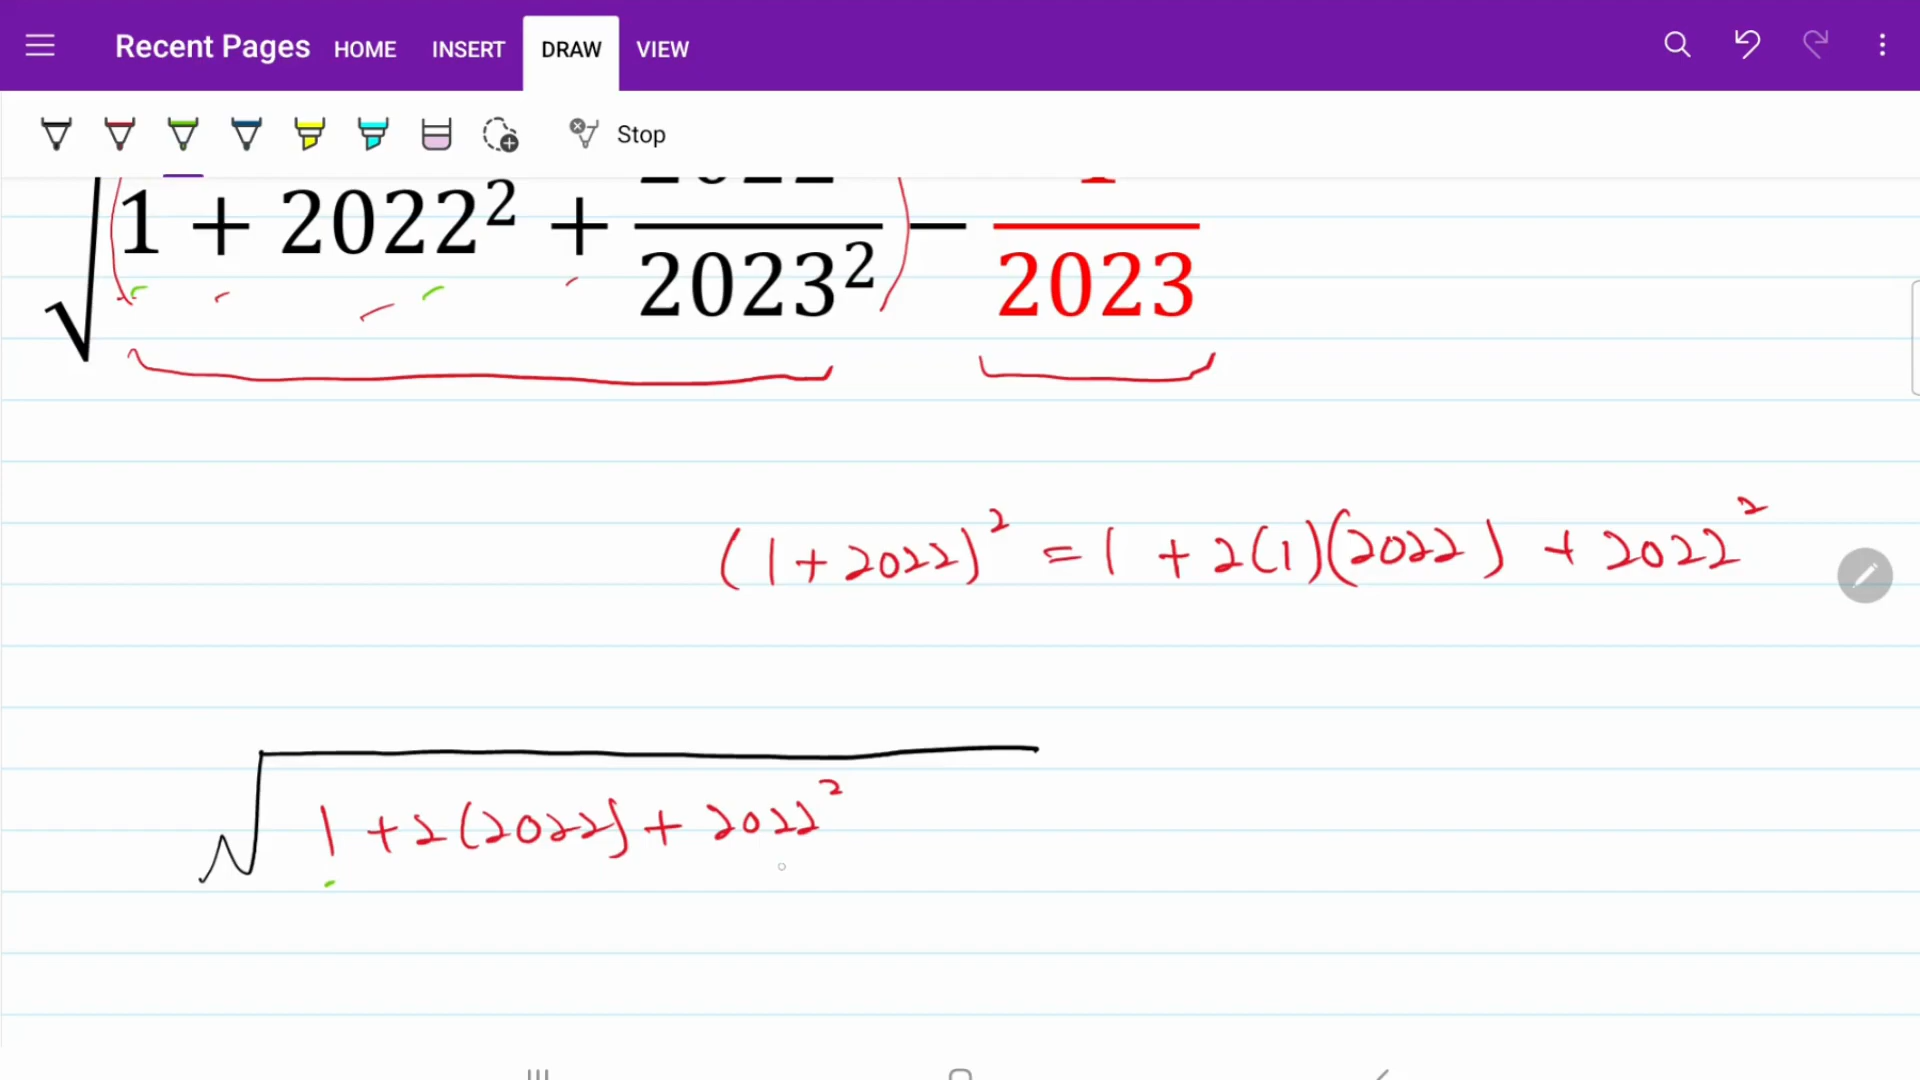 Recent Pages HOME INSERT DRAW VIEW
Stop
√ 1 + 2022² + — / 2023² − — / 2023
(1+2022)² = 1 + 2(1)(2022) + 2022²
√ 1 + 2(2022) + 2022²